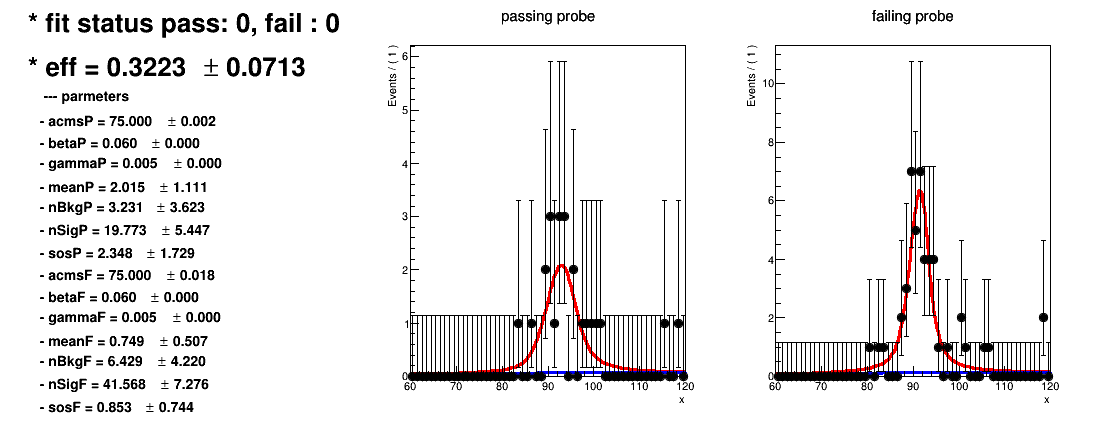 * fit status pass: 0, fail : 0
* eff = 0.3223 ± 0.0713
--- parmeters
- acmsP = 75.000 ± 0.002
- betaP = 0.060 ± 0.000
- gammaP = 0.005 ± 0.000
- meanP = 2.015 ± 1.111
- nBkgP = 3.231 ± 3.623
- nSigP = 19.773 ± 5.447
- sosP = 2.348 ± 1.729
- acmsF = 75.000 ± 0.018
- betaF = 0.060 ± 0.000
- gammaF = 0.005 ± 0.000
- meanF = 0.749 ± 0.507
- nBkgF = 6.429 ± 4.220
- nSigF = 41.568 ± 7.276
- sosF = 0.853 ± 0.744
passing probe
Events / ( 1 )
6
5
4
3
2
1
0
60 70 80 90 100 110 120
x
failing probe
Events / ( 1 )
10
8
6
4
2
0
60 70 80 90 100 110 120
x